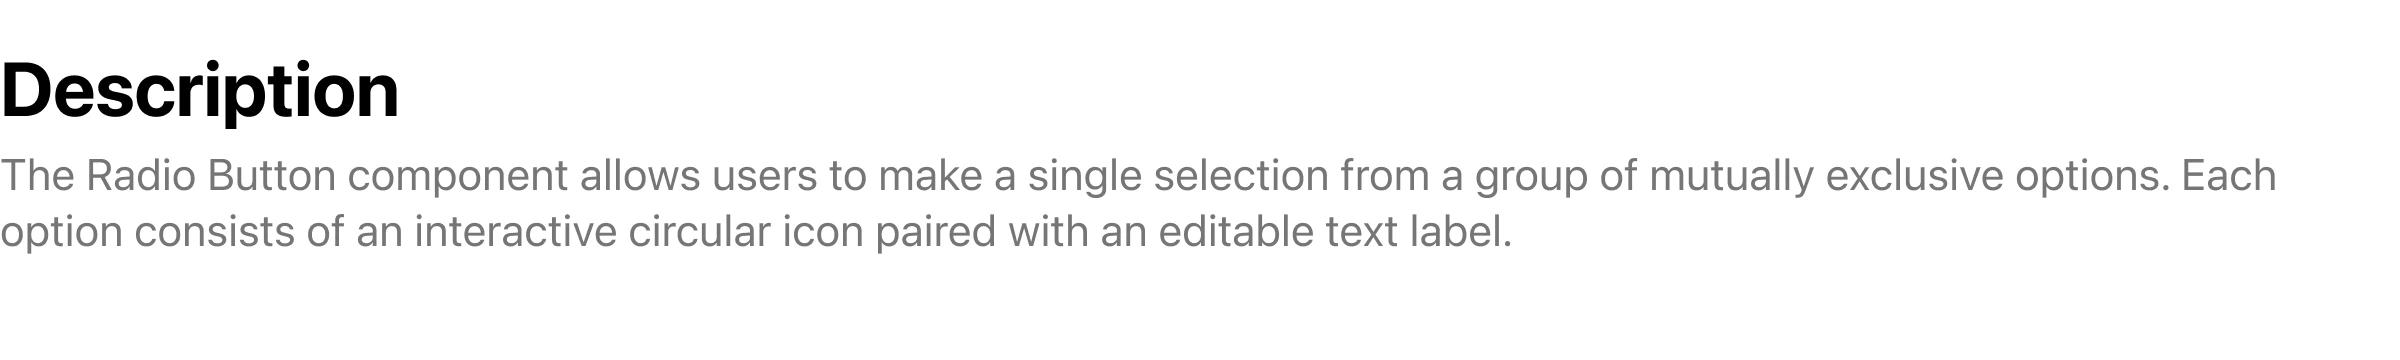 Description
The Radio Button component allows users to make a single selection from a group of mutually exclusive options. Each
option consists of an interactive circular icon paired with an editable text label.